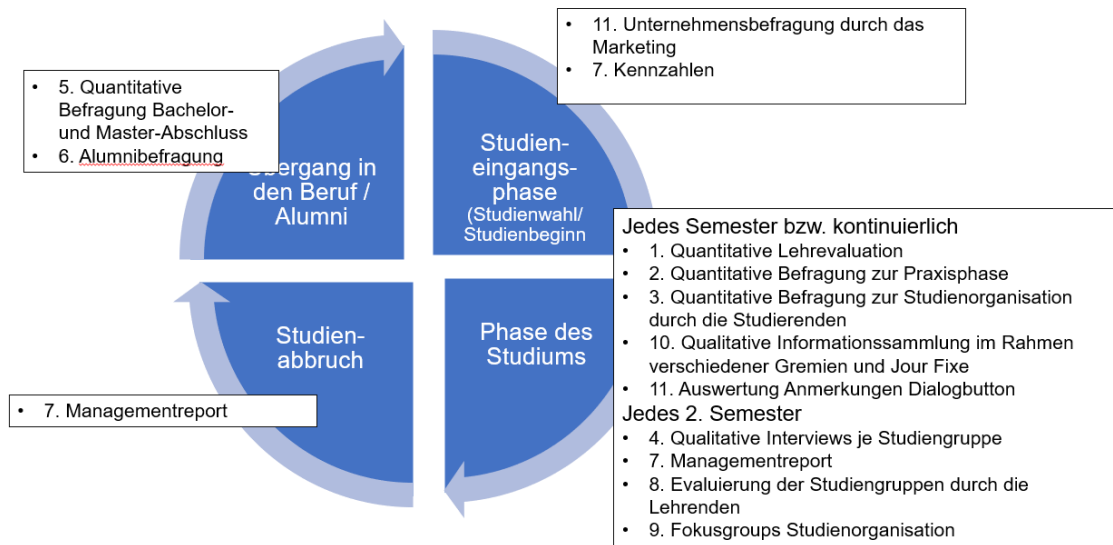 11. Unternehmensbefragung durch das
Marketing
7. Kennzahlen
5. Quantitative
Befragung Bachelor-
und Master-Abschluss
6. Alumnibefragung
Übergang in
den Beruf /
Alumni
Studien-
eingangs-
phase
(Studienwahl/
Studienbeginn
Jedes Semester bzw. kontinuierlich
1. Quantitative Lehrevaluation
2. Quantitative Befragung zur Praxisphase
3. Quantitative Befragung zur Studienorganisation
durch die Studierenden
10. Qualitative Informationssammlung im Rahmen
verschiedener Gremien und Jour Fixe
11. Auswertung Anmerkungen Dialogbutton
Jedes 2. Semester
4. Qualitative Interviews je Studiengruppe
7. Managementreport
8. Evaluierung der Studiengruppen durch die
Lehrenden
9. Fokusgroups Studienorganisation
Studien-
abbruch
Phase des
Studiums
7. Managementreport